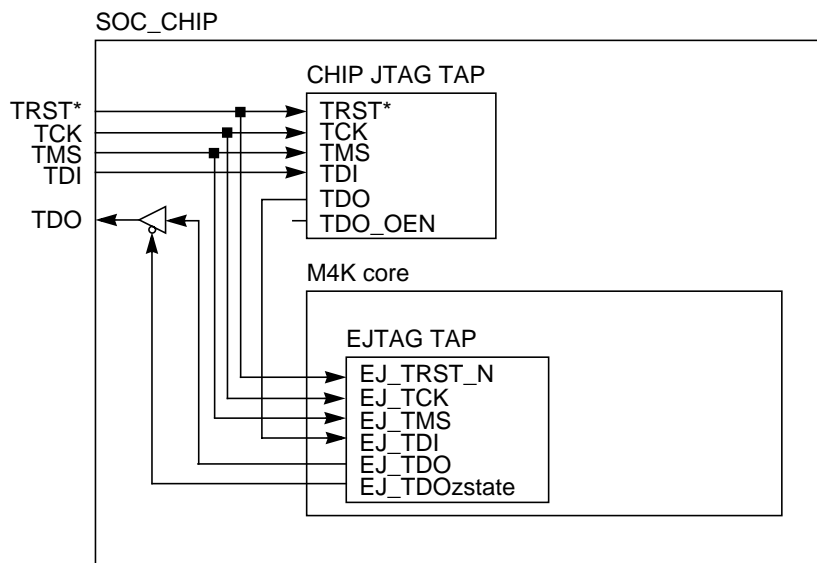 SOC_CHIP
CHIP JTAG TAP
TRST*
TCK
TMS
TDI
TDO
TRST*
TCK
TMS
TDI
TDO
TDO_OEN
M4K core
EJTAG TAP
EJ_TRST_N
EJ_TCK
EJ_TMS
EJ_TDI
EJ_TDO
EJ_TDOzstate